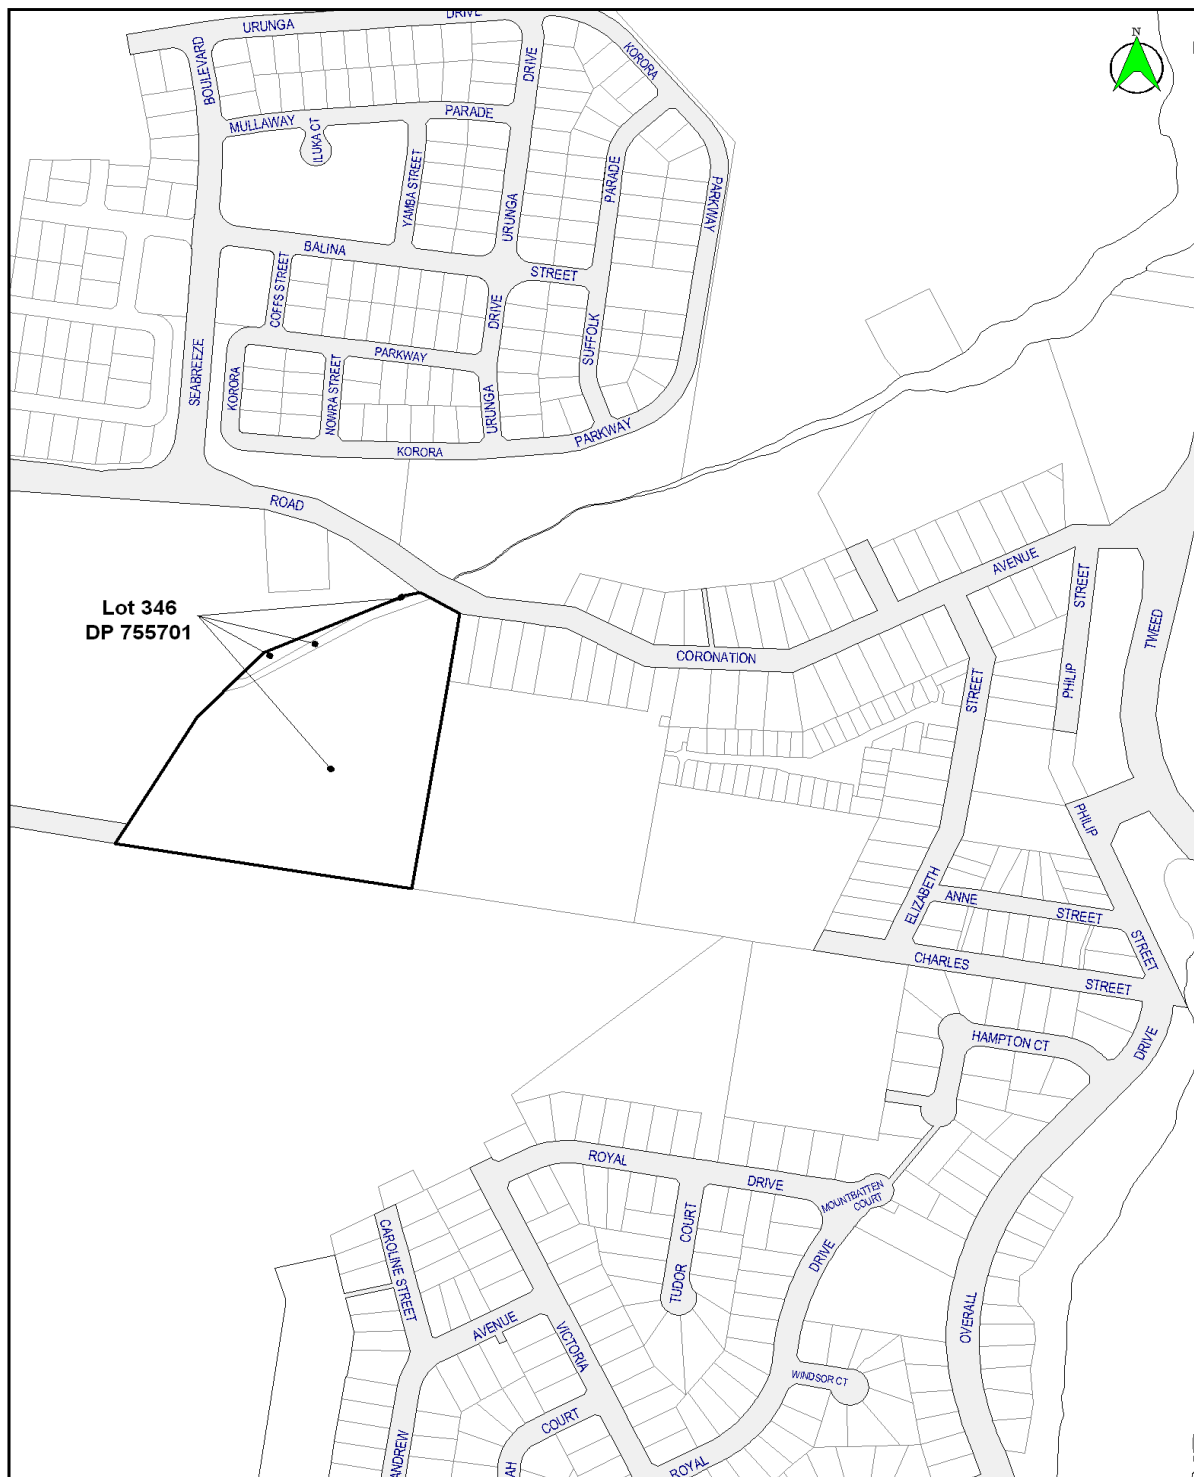 DRIVE
URUNGA
N
KORORA
BOULEVARD
DRIVE
PARADE
MULLAWAY
ILUKA CT
YAMBA STREET
PARADE
PARKWAY
URUNGA
BALINA
STREET
COFFS STREET
DRIVE
SUFFOLK
PARKWAY
SEABREEZE
KORORA
NOWRA STREET
URUNGA
PARKWAY
KORORA
ROAD
AVENUE
STREET
Lot 346
DP 755701
TWEED
CORONATION
PHILIP
STREET
PHILIP
ELIZABETH
ANNE
STREET
STREET
CHARLES
STREET
HAMPTON CT
DRIVE
ROYAL
DRIVE
MOUNTBATTEN
COURT
COURT
CAROLINE STREET
DRIVE
TUDOR
OVERALL
AVENUE
VICTORIA
WINDSOR CT
COURT
ANDREW
AH
ROYAL